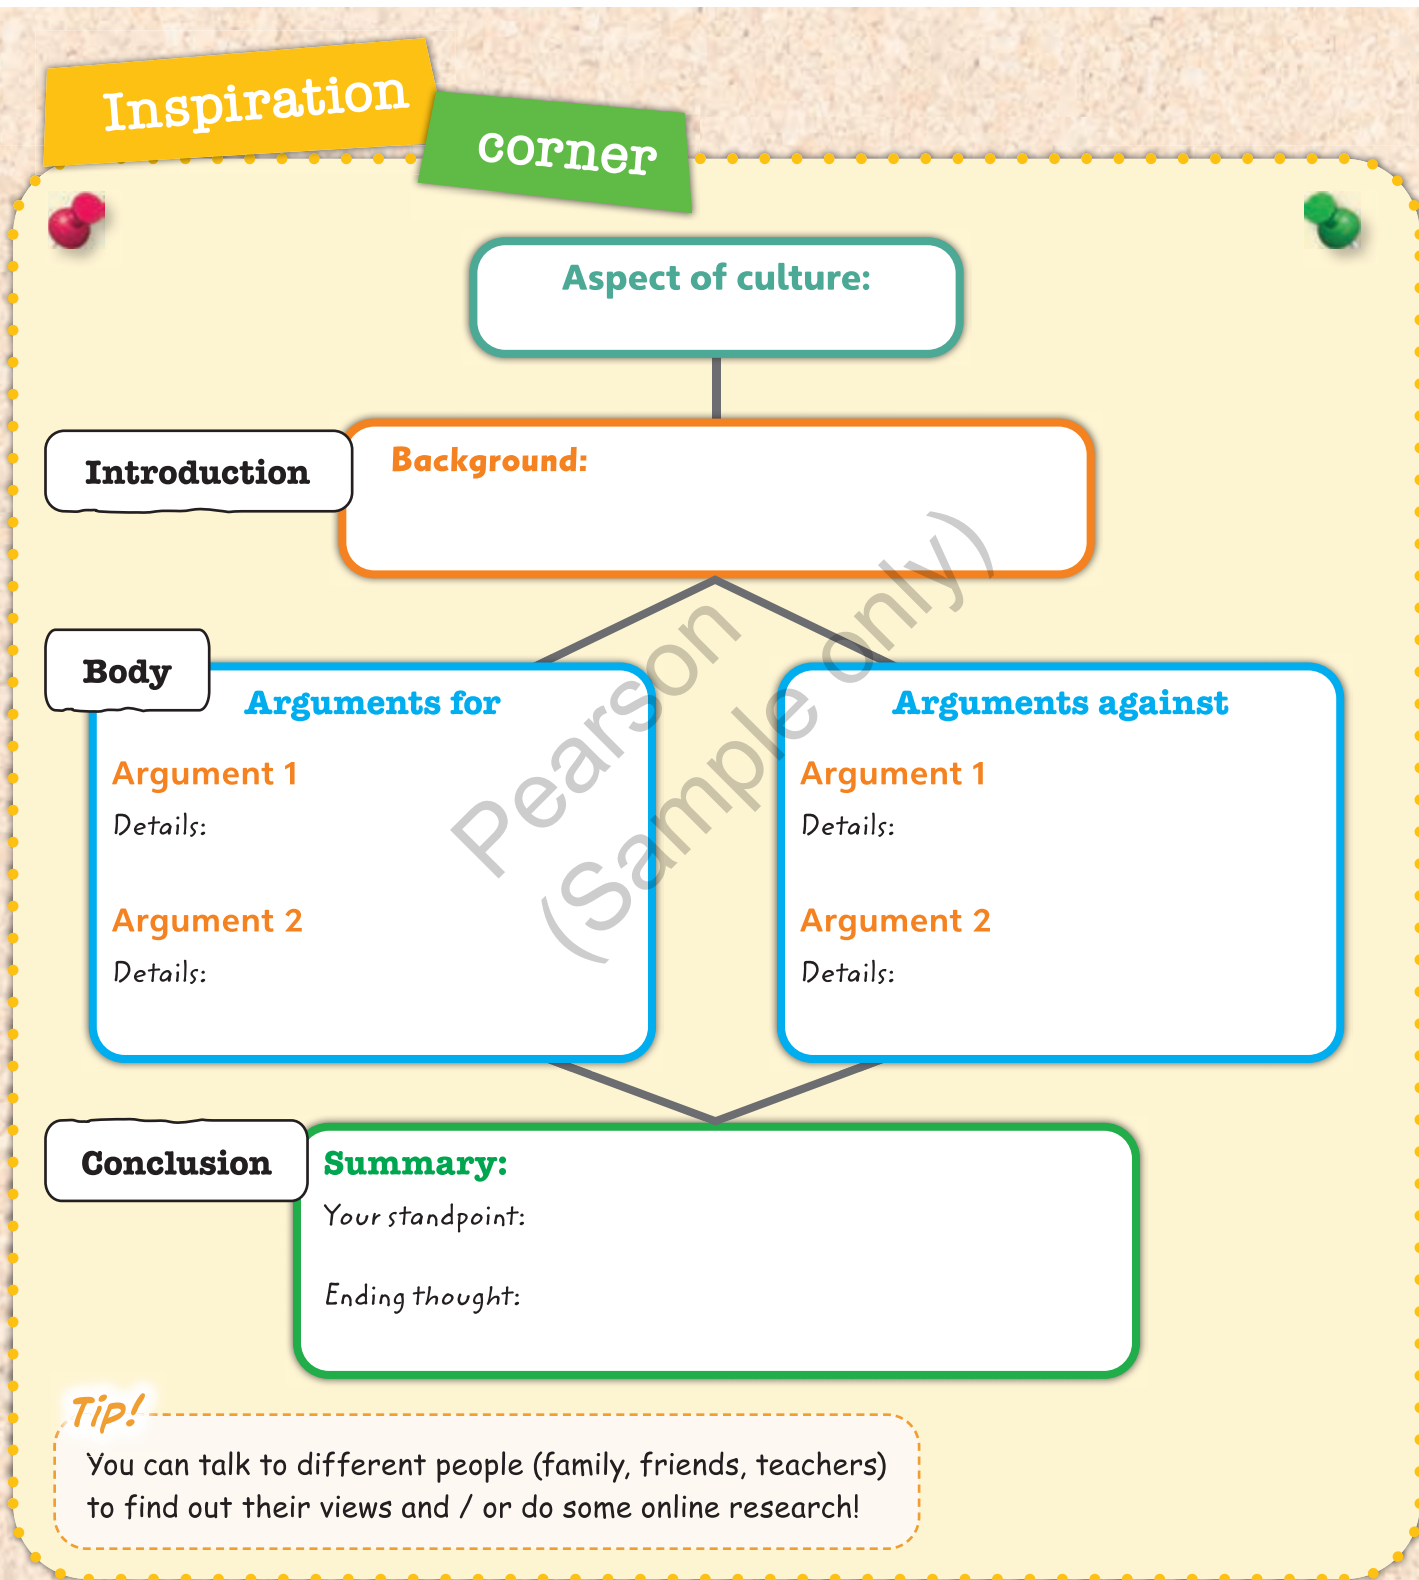 Inspiration
corner
Aspect of culture:
Introduction
Background:
Body
Arguments for
Argument 1
Details:
Argument 2
Details:
Arguments against
Argument 1
Details:
Argument 2
Details:
Conclusion
Summary:
Your standpoint:
Ending thought:
Tip!
You can talk to different people (family, friends, teachers)
to find out their views and / or do some online research!
Pearson
(Sample only)